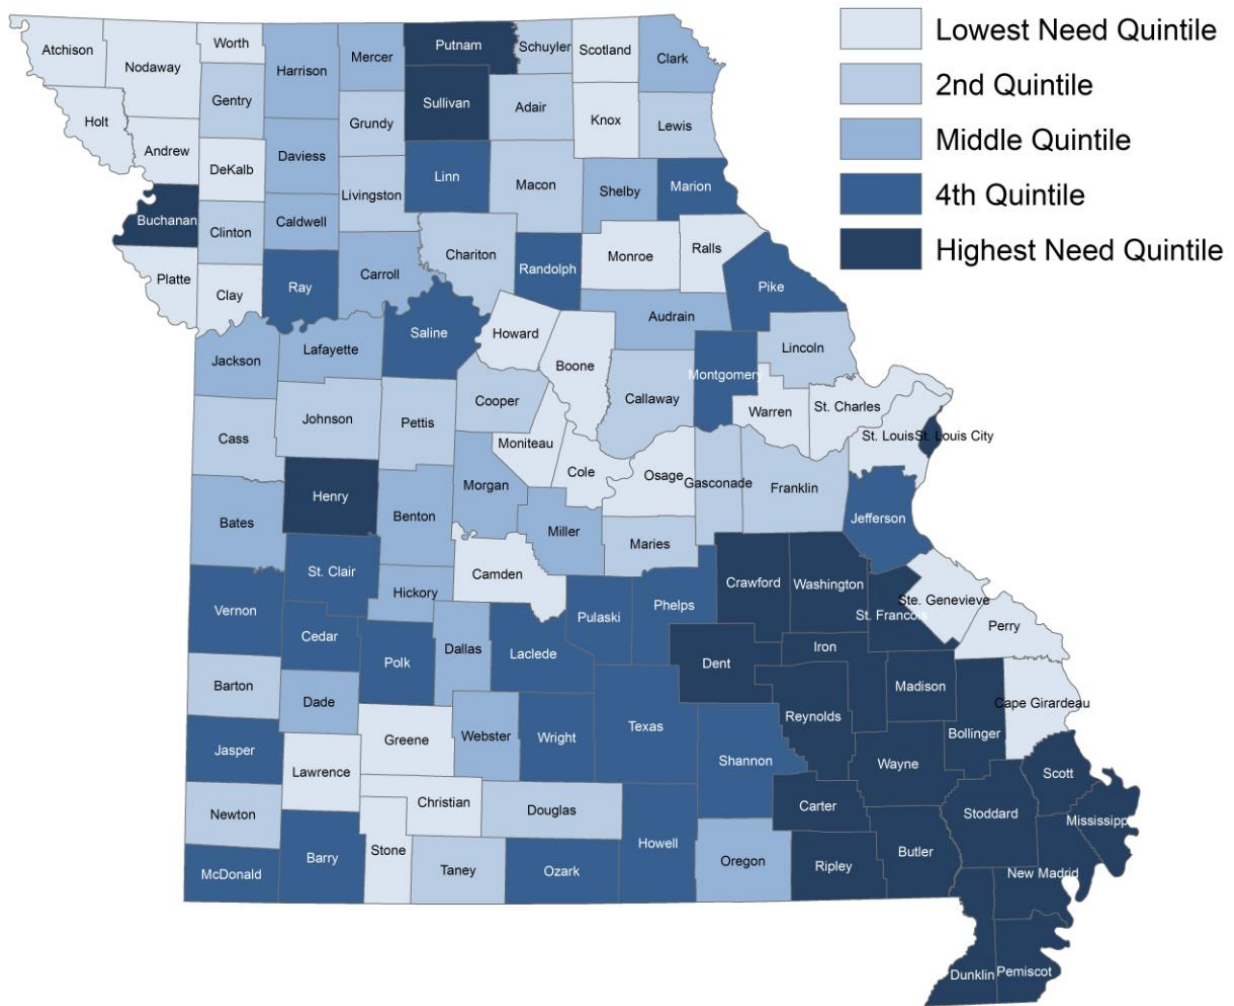 Lowest Need Quintile
2nd Quintile
Middle Quintile
4th Quintile
Highest Need Quintile
Atchison
Nodaway
Worth
Harrison
Mercer
Putnam
Schuyler
Scotland
Clark
Holt
Andrew
Gentry
DeKalb
Daviess
Grundy
Sullivan
Adair
Knox
Lewis
Buchanan
Clinton
Caldwell
Livingston
Linn
Macon
Shelby
Marion
Platte
Clay
Ray
Carroll
Chariton
Randolph
Monroe
Ralls
Pike
Jackson
Lafayette
Saline
Howard
Boone
Audrain
Callaway
Montgomery
Lincoln
Warren
St. Charles
St. Louis
St. Louis City
Cass
Johnson
Pettis
Cooper
Moniteau
Cole
Osage
Gasconade
Franklin
Jefferson
Bates
Henry
Benton
Morgan
Miller
Maries
Camden
Vernon
St. Clair
Hickory
Cedar
Polk
Dallas
Laclede
Pulaski
Phelps
Crawford
Washington
St. Francois
Ste. Genevieve
Perry
Dent
Iron
Madison
Barton
Dade
Greene
Webster
Wright
Texas
Reynolds
Bollinger
Cape Girardeau
Jasper
Lawrence
Christian
Douglas
Shannon
Wayne
Scott
Newton
Stone
Carter
Stoddard
Mississippi
McDonald
Barry
Taney
Ozark
Howell
Oregon
Ripley
Butler
New Madrid
Dunklin
Pemiscot